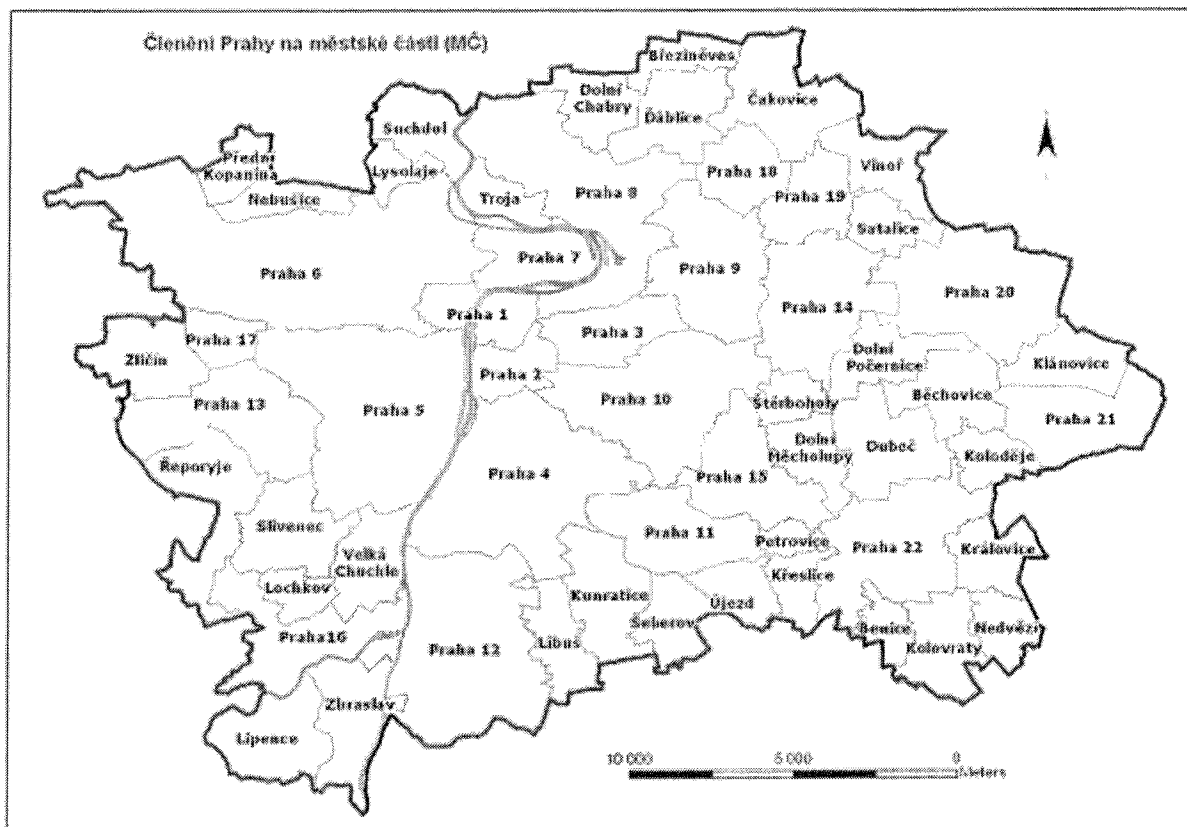 Členění Prahy na městské části (MČ)
Březiněves
Dolní
Chabry
Ďáblice
Čakovice
Suchdol
Přední
Kopanina
Lysolaje
Nebušice
Troja
Praha 8
Praha 18
Praha 19
Vinoř
Satalice
Praha 6
Praha 7
Praha 9
Praha 14
Praha 20
Praha 1
Praha 3
Praha 17
Zličín
Praha 2
Dolní
Počernice
Klánovice
Praha 13
Praha 5
Praha 10
Štěrboholy
Běchovice
Praha 21
Řeporyje
Praha 4
Praha 15
Dolní
Měcholupy
Dubeč
Koloděje
Slivenec
Velká
Chuchle
Praha 11
Petrovice
Praha 22
Královice
Lochkov
Kunratice
Křeslice
Újezd
Šeberov
Praha16
Praha 12
Libuš
Benice
Kolovraty
Nedvězí
Zbraslav
Lipence
10 000
5 000
0
Meters